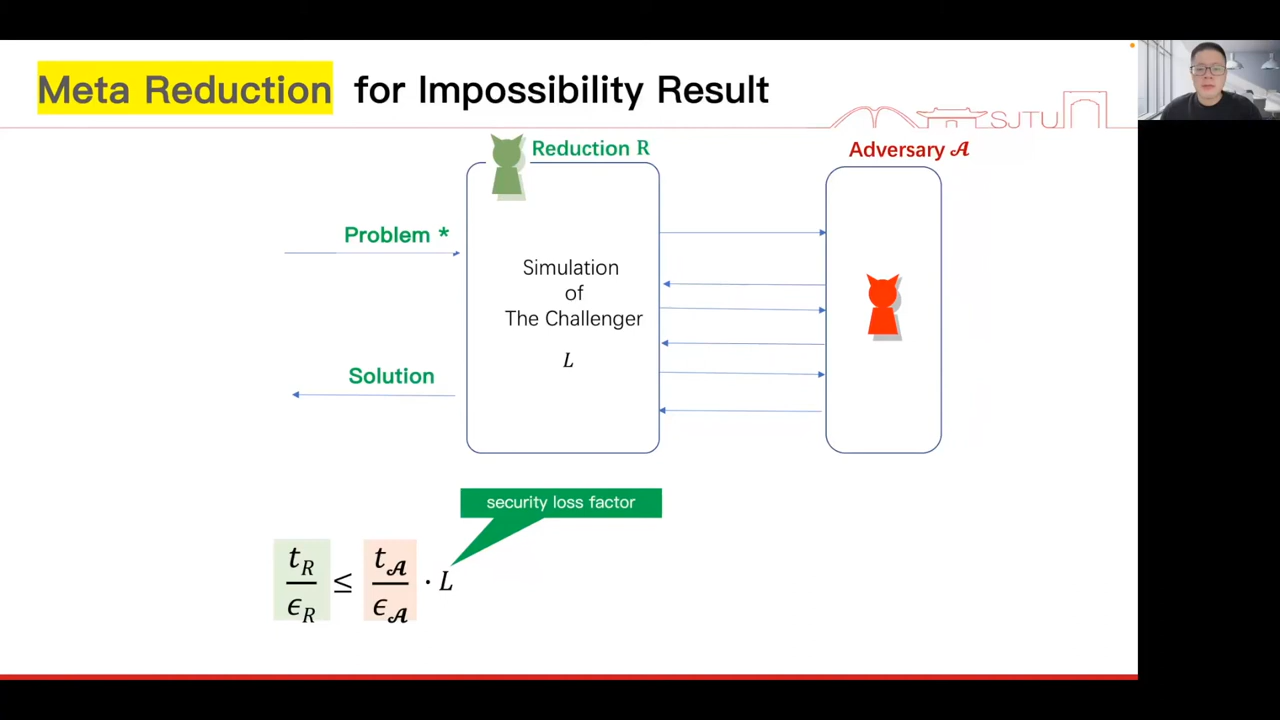 Meta Reduction for Impossibility Result
SJTU
Reduction R
Adversary 𝓐
Problem *
Simulation
of
The Challenger
L
Solution
security loss factor
t_R / ϵ_R ≤ t_𝓐 / ϵ_𝓐 · L